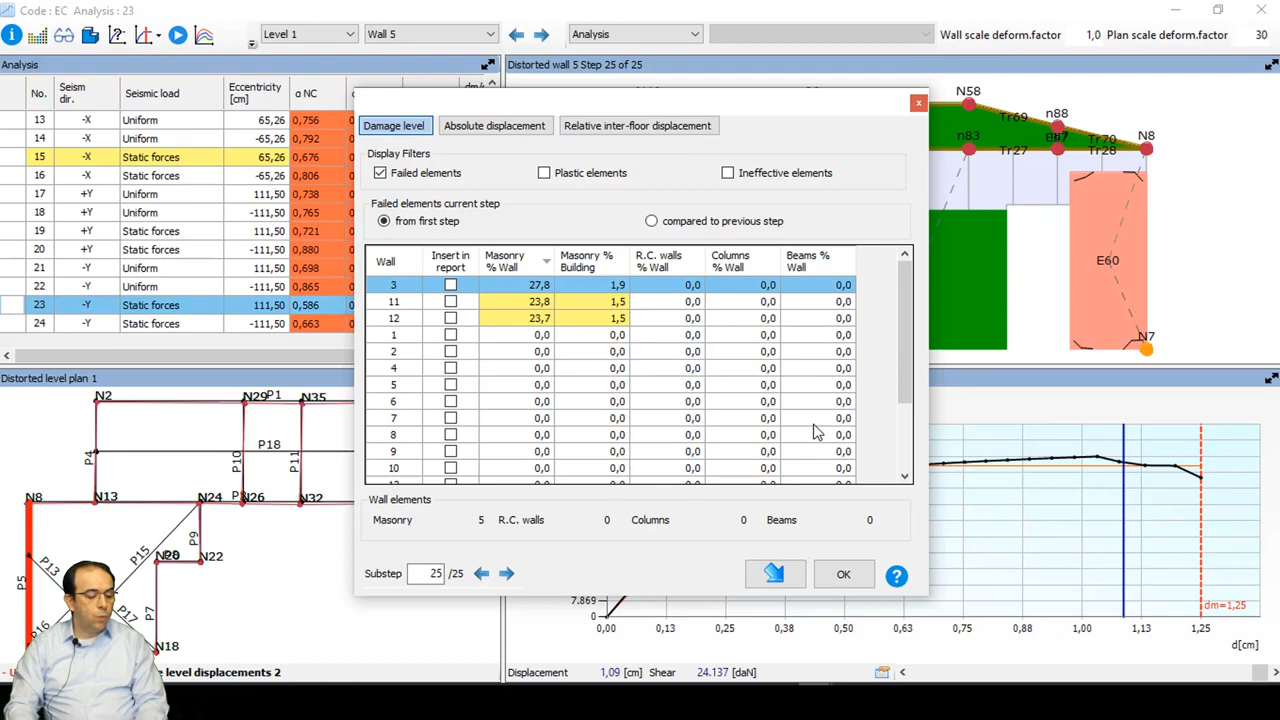 Code : EC Analysis : 23
Level 1
Wall 5
Analysis
Wall scale deform.factor 1,0 Plan scale deform.factor 30
Analysis
No. Seism dir. Seismic load Eccentricity [cm] α NC
13 -X Uniform 65,26 0,756
14 -X Uniform -65,26 0,792
15 -X Static forces 65,26 0,676
16 -X Static forces -65,26 0,806
17 +Y Uniform 111,50 0,738
18 +Y Uniform -111,50 0,765
19 +Y Static forces 111,50 0,721
20 +Y Static forces -111,50 0,880
21 -Y Uniform 111,50 0,698
22 -Y Uniform -111,50 0,865
23 -Y Static forces 111,50 0,586
24 -Y Static forces -111,50 0,663
Distorted wall 5 Step 25 of 25
N58
n88
Tr69
n83
Tr70
N8
Tr27
Tr28
E60
N7
Damage level
Absolute displacement
Relative inter-floor displacement
Display Filters
Failed elements
Plastic elements
Ineffective elements
Failed elements current step
from first step
compared to previous step
Wall Insert in report Masonry % Wall Masonry % Building R.C. walls % Wall Columns % Wall Beams % Wall
3 27,8 1,9 0,0 0,0 0,0
11 23,8 1,5 0,0 0,0 0,0
12 23,7 1,5 0,0 0,0 0,0
1 0,0 0,0 0,0 0,0 0,0
2 0,0 0,0 0,0 0,0 0,0
4 0,0 0,0 0,0 0,0 0,0
5 0,0 0,0 0,0 0,0 0,0
6 0,0 0,0 0,0 0,0 0,0
7 0,0 0,0 0,0 0,0 0,0
8 0,0 0,0 0,0 0,0 0,0
9 0,0 0,0 0,0 0,0 0,0
10 0,0 0,0 0,0 0,0 0,0
Wall elements
Masonry 5 R.C. walls 0 Columns 0 Beams 0
Substep 25 /25
OK
Distorted level plan 1
N2
N29
P1
N35
P18
P4
P10
P11
N8
N13
N24
N26
N32
P9
P15
N22
P13
P5
P7
P17
P16
N18
level displacements 2
7.869
0
0,00 0,13 0,25 0,38 0,50 0,63 0,75 0,88 1,00 1,13 1,25
dm=1,25
d[cm]
Displacement 1,09 [cm] Shear 24.137 [daN]